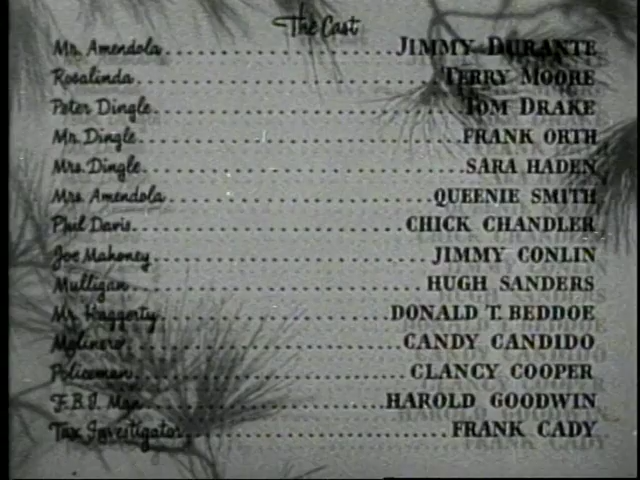 The Cast
Mr. Amendola JIMMY DURANTE
Rosalinda TERRY MOORE
Peter Dingle TOM DRAKE
Mr. Dingle FRANK ORTH
Mrs. Dingle SARA HADEN
Mrs. Amendola QUEENIE SMITH
Phil Davis CHICK CHANDLER
Joe Mahoney JIMMY CONLIN
Mulligan HUGH SANDERS
Mr. Haggerty DONALD T. BEDDOE
Molinero CANDY CANDIDO
Policeman CLANCY COOPER
F.B.I. Man HAROLD GOODWIN
Tax Investigator FRANK CADY